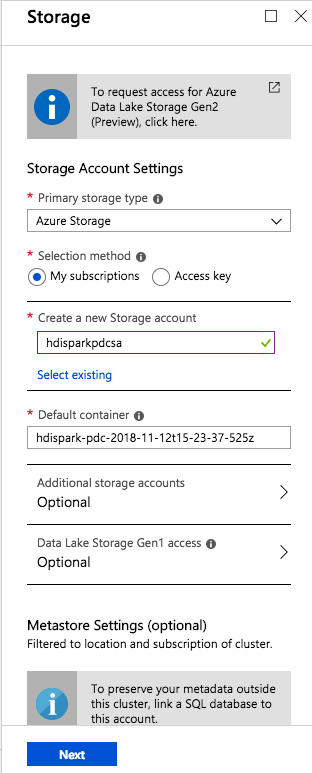 Storage
To request access for Azure
Data Lake Storage Gen2
(Preview), click here.
Storage Account Settings
* Primary storage type
Azure Storage
* Selection method
My subscriptions Access key
* Create a new Storage account
hdisparkpdcsa
Select existing
* Default container
hdispark-pdc-2018-11-12t15-23-37-525z
Additional storage accounts
Optional
Data Lake Storage Gen1 access
Optional
Metastore Settings (optional)
Filtered to location and subscription of cluster.
To preserve your metadata outside
this cluster, link a SQL database to
this account.
Next